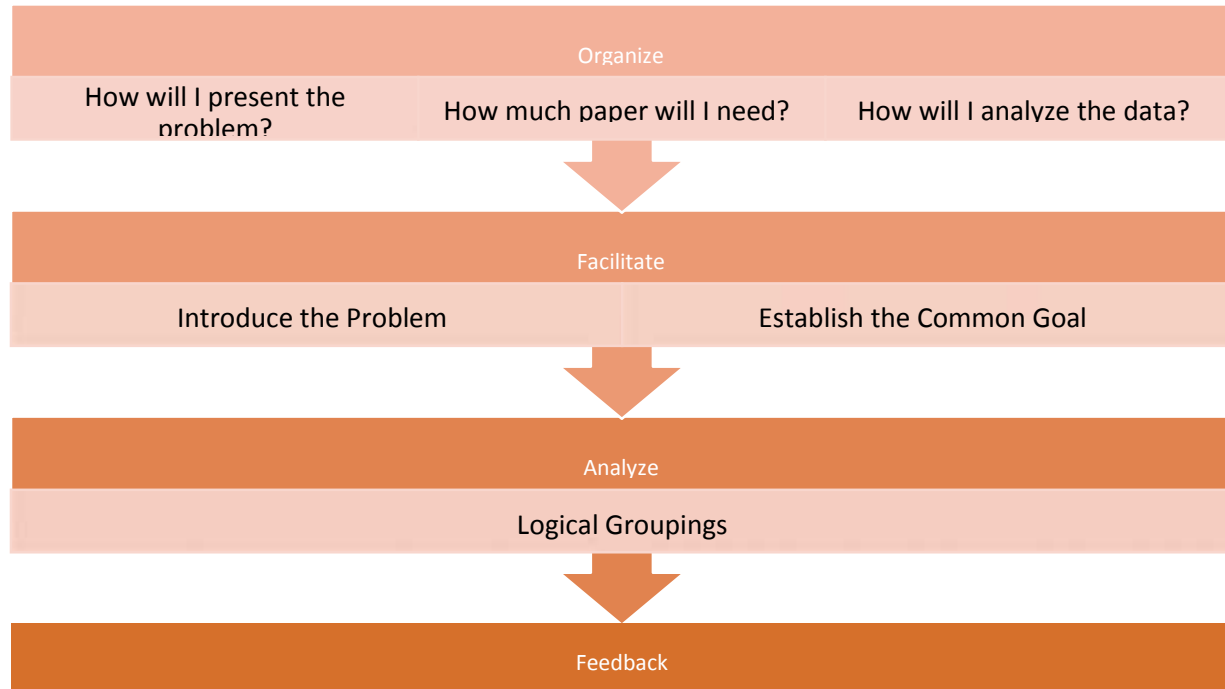 Organize
How will I present the
problem?
How much paper will I need?
How will I analyze the data?
Facilitate
Introduce the Problem
Establish the Common Goal
Analyze
Logical Groupings
Feedback